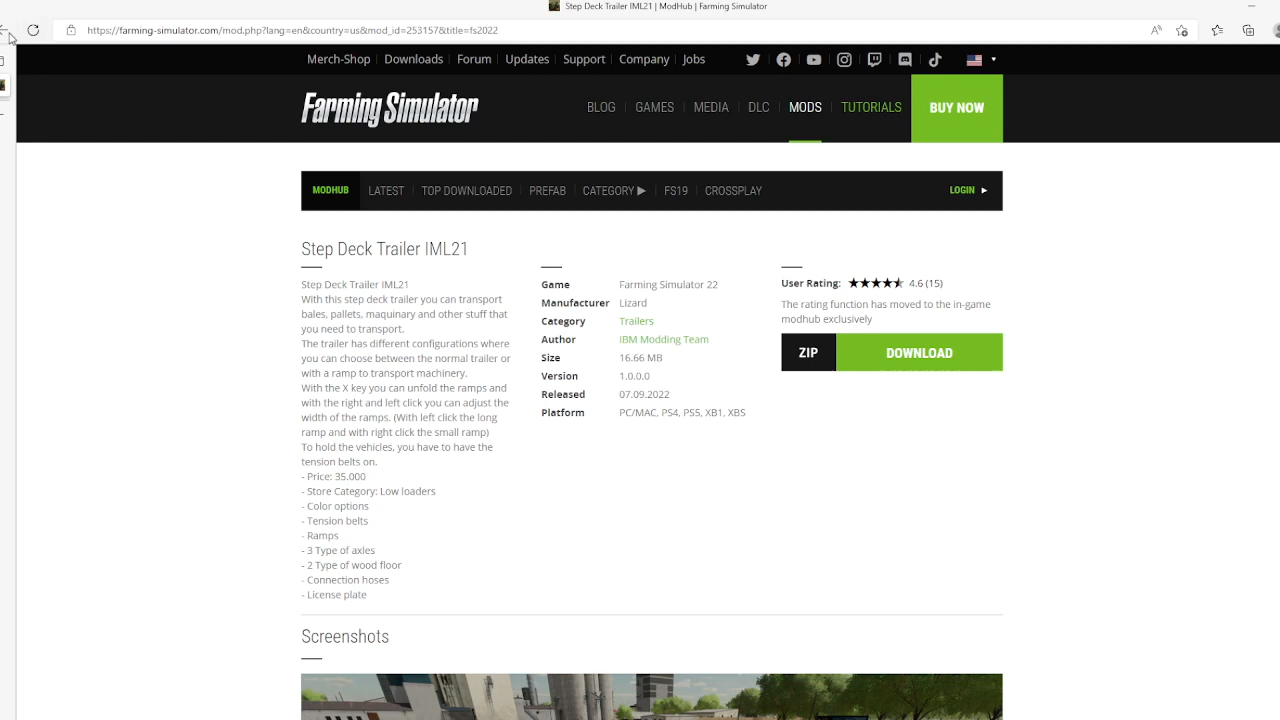 Step Deck Trailer IML21 | ModHub | Farming Simulator
https://farming-simulator.com/mod.php?lang=en&country=us&mod_id=253157&title=fs2022
Merch-Shop Downloads Forum Updates Support Company Jobs
Farming Simulator
BLOG GAMES MEDIA DLC MODS TUTORIALS BUY NOW
MODHUB LATEST TOP DOWNLOADED PREFAB CATEGORY ▶ FS19 CROSSPLAY LOGIN ▶
Step Deck Trailer IML21
Step Deck Trailer IML21
With this step deck trailer you can transport
bales, pallets, maquinary and other stuff that
you need to transport.
The trailer has different configurations where
you can choose between the normal trailer or
with a ramp to transport machinery.
With the X key you can unfold the ramps and
with the right and left click you can adjust the
width of the ramps. (With left click the long
ramp and with right click the small ramp)
To hold the vehicles, you have to have the
tension belts on.
- Price: 35.000
- Store Category: Low loaders
- Color options
- Tension belts
- Ramps
- 3 Type of axles
- 2 Type of wood floor
- Connection hoses
- License plate
Game Farming Simulator 22
Manufacturer Lizard
Category Trailers
Author IBM Modding Team
Size 16.66 MB
Version 1.0.0.0
Released 07.09.2022
Platform PC/MAC, PS4, PS5, XB1, XBS
User Rating: 4.6 (15)
The rating function has moved to the in-game
modhub exclusively
ZIP DOWNLOAD
Screenshots